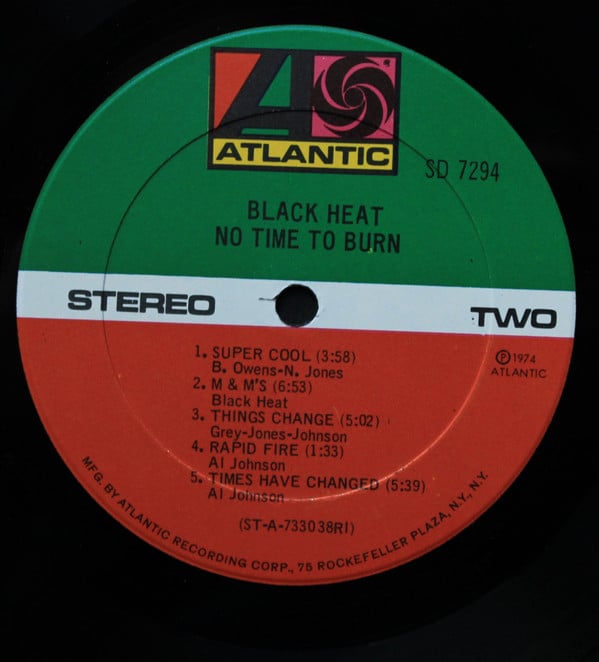 ATLANTIC
SD 7294
BLACK HEAT
NO TIME TO BURN
STEREO
TWO
1. SUPER COOL (3:58)
B. Owens-N. Jones
2. M & M'S (6:53)
Black Heat
3. THINGS CHANGE (5:02)
Grey-Jones-Johnson
4. RAPID FIRE (1:33)
Al Johnson
5. TIMES HAVE CHANGED (5:39)
Al Johnson
(ST-A-733038RI)
Ⓟ1974
ATLANTIC
MFG. BY ATLANTIC RECORDING CORP., 75 ROCKEFELLER PLAZA, N.Y., N.Y.